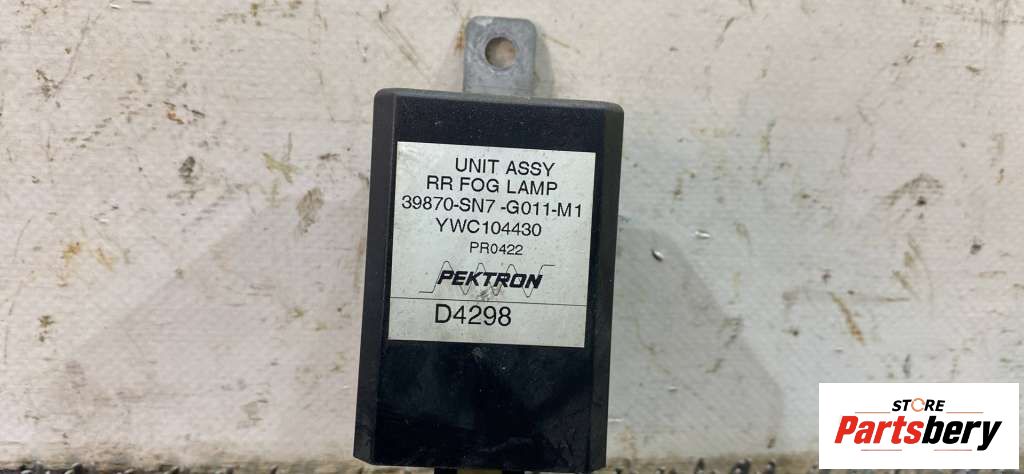 UNIT ASSY
RR FOG LAMP
39870-SN7 -G011-M1
YWC104430
PR0422
PEKTRON
D4298
STORE
Partsbery